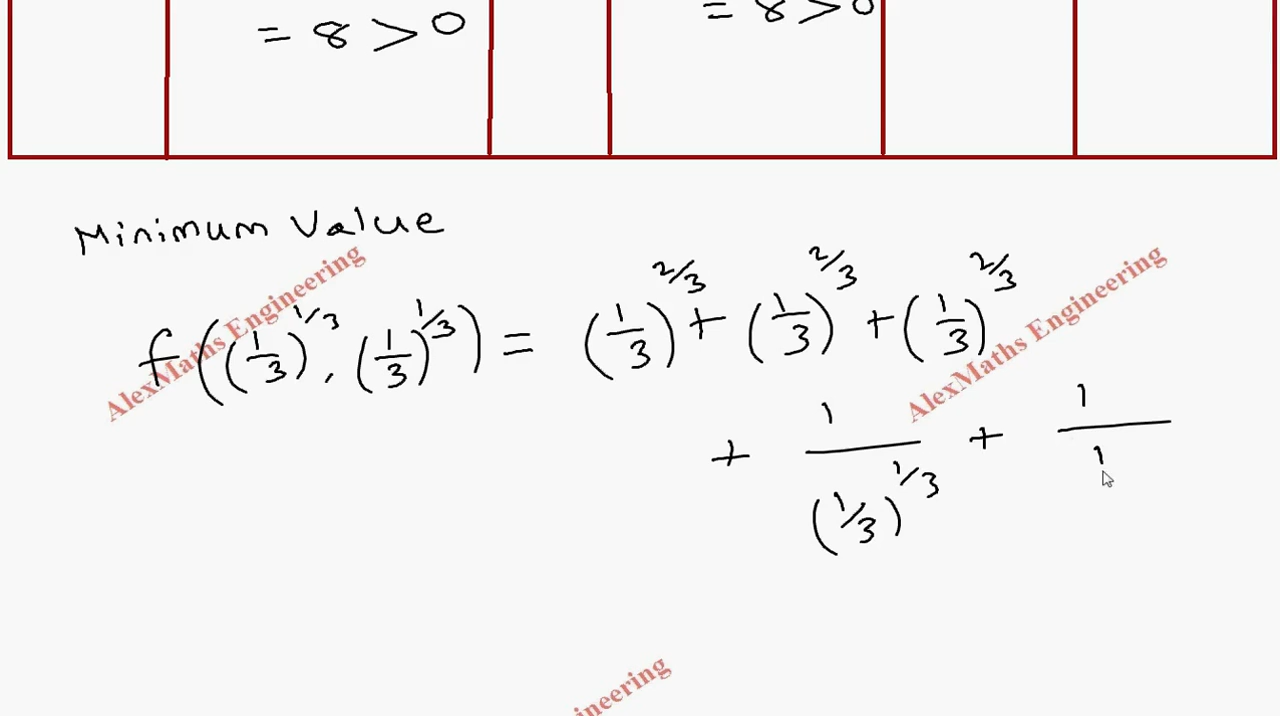 = 8 > 0 = 8 > 0
Minimum Value
f((1/3)^1/3, (1/3)^1/3) = (1/3)^2/3 + (1/3)^2/3 + (1/3)^2/3
+ 1/(1/3)^1/3 + 1/1
AlexMaths Engineering
AlexMaths Engineering
neering